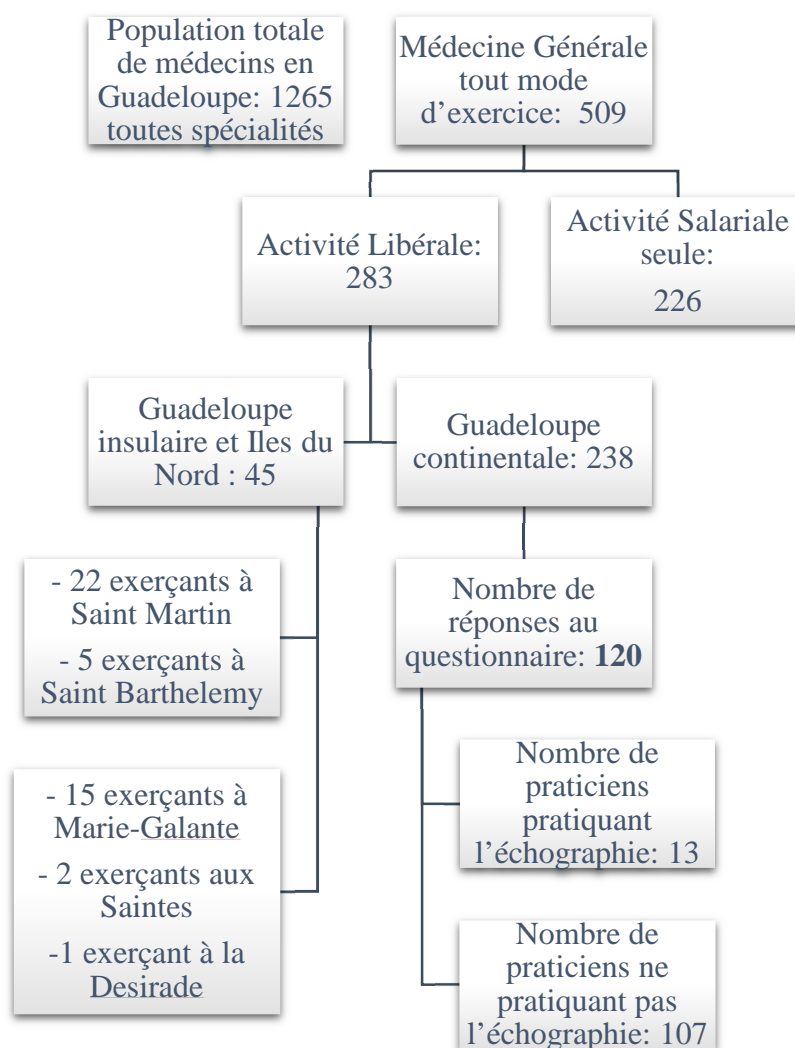 Population totale
de médecins en
Guadeloupe: 1265
toutes spécialités
Médecine Générale
tout mode
d’exercice: 509
Activité Libérale:
283
Activité Salariale
seule:
226
Guadeloupe
insulaire et Iles du
Nord : 45
Guadeloupe
continentale: 238
- 22 exerçants à
Saint Martin
- 5 exerçants à
Saint Barthelemy
Nombre de
réponses au
questionnaire: 120
- 15 exerçants à
Marie-Galante
- 2 exerçants aux
Saintes
-1 exerçant à la
Desirade
Nombre de
praticiens
pratiquant
l’échographie: 13
Nombre de
praticiens ne
pratiquant pas
l’échographie: 107